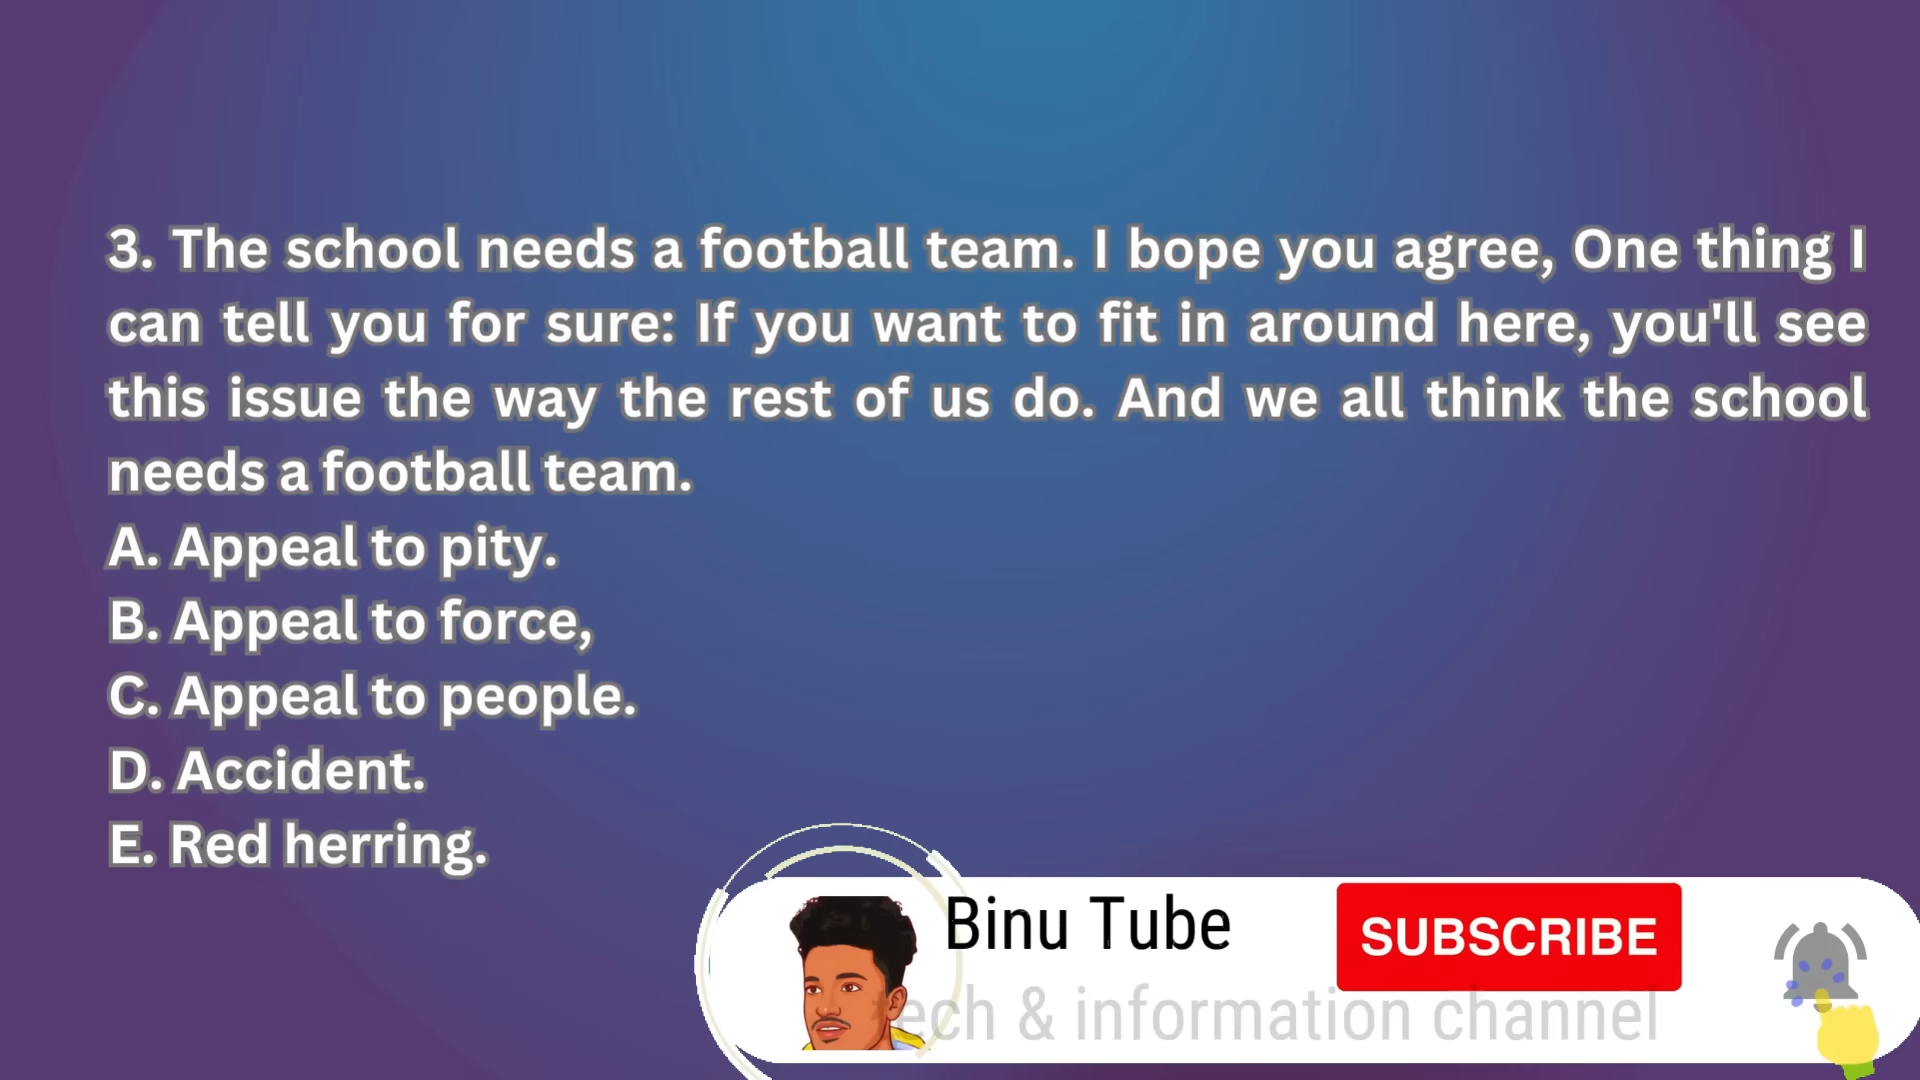 3. The school needs a football team. I bope you agree, One thing I
can tell you for sure: If you want to fit in around here, you'll see
this issue the way the rest of us do. And we all think the school
needs a football team.
A. Appeal to pity.
B. Appeal to force,
C. Appeal to people.
D. Accident.
E. Red herring.
Binu Tube
SUBSCRIBE
tech & information channel